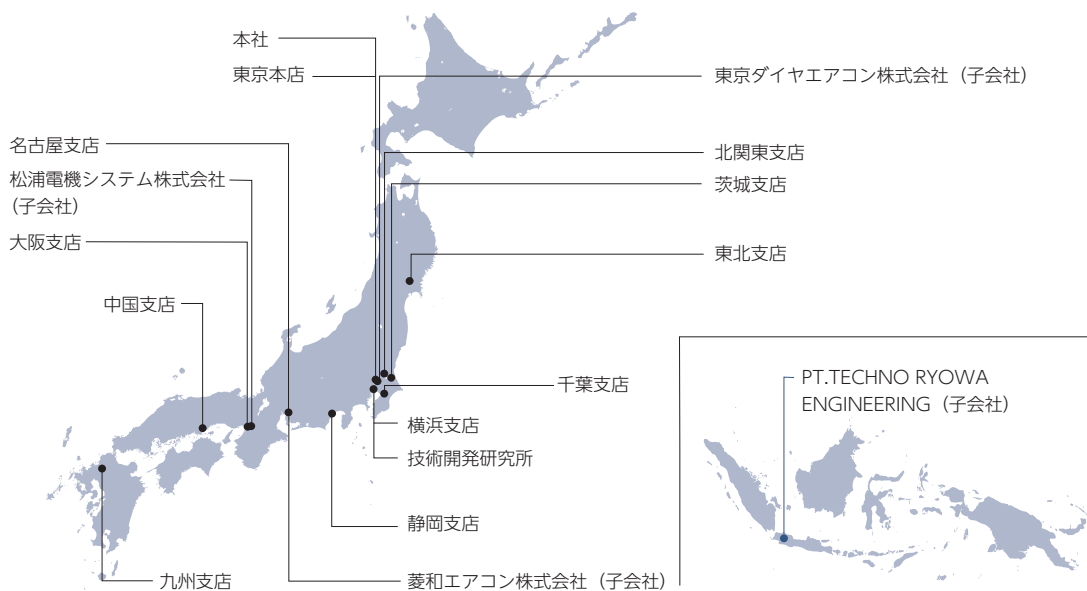 本社
東京本店
東京ダイヤエアコン株式会社（子会社）
名古屋支店
北関東支店
松浦電機システム株式会社
（子会社）
茨城支店
大阪支店
東北支店
中国支店
千葉支店
PT.TECHNO RYOWA
ENGINEERING（子会社）
横浜支店
技術開発研究所
静岡支店
九州支店
菱和エアコン株式会社（子会社）